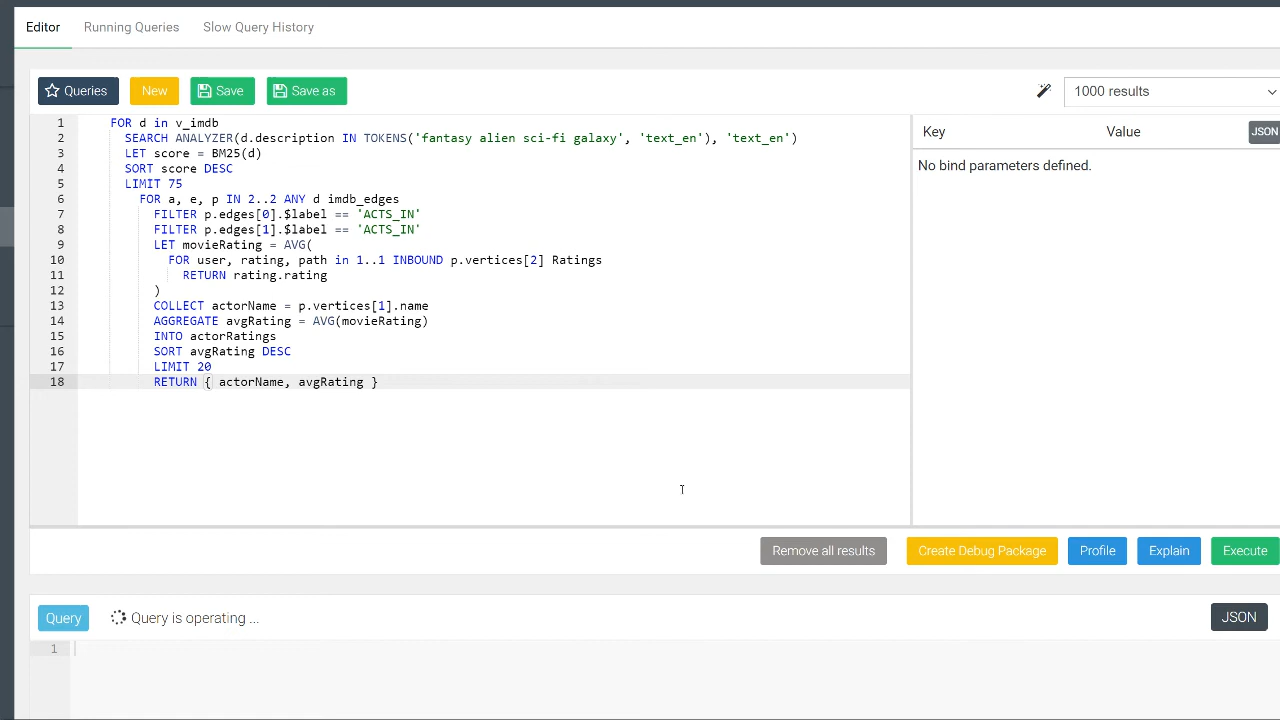 Editor Running Queries Slow Query History
Queries New Save Save as 1000 results
1 FOR d in v_imdb
2 SEARCH ANALYZER(d.description IN TOKENS('fantasy alien sci-fi galaxy', 'text_en'), 'text_en')
3 LET score = BM25(d)
4 SORT score DESC
5 LIMIT 75
6 FOR a, e, p IN 2..2 ANY d imdb_edges
7 FILTER p.edges[0].$label == 'ACTS_IN'
8 FILTER p.edges[1].$label == 'ACTS_IN'
9 LET movieRating = AVG(
10 FOR user, rating, path in 1..1 INBOUND p.vertices[2] Ratings
11 RETURN rating.rating
12 )
13 COLLECT actorName = p.vertices[1].name
14 AGGREGATE avgRating = AVG(movieRating)
15 INTO actorRatings
16 SORT avgRating DESC
17 LIMIT 20
18 RETURN { actorName, avgRating }
Key Value JSON
No bind parameters defined.
Remove all results Create Debug Package Profile Explain Execute
Query Query is operating ... JSON
1